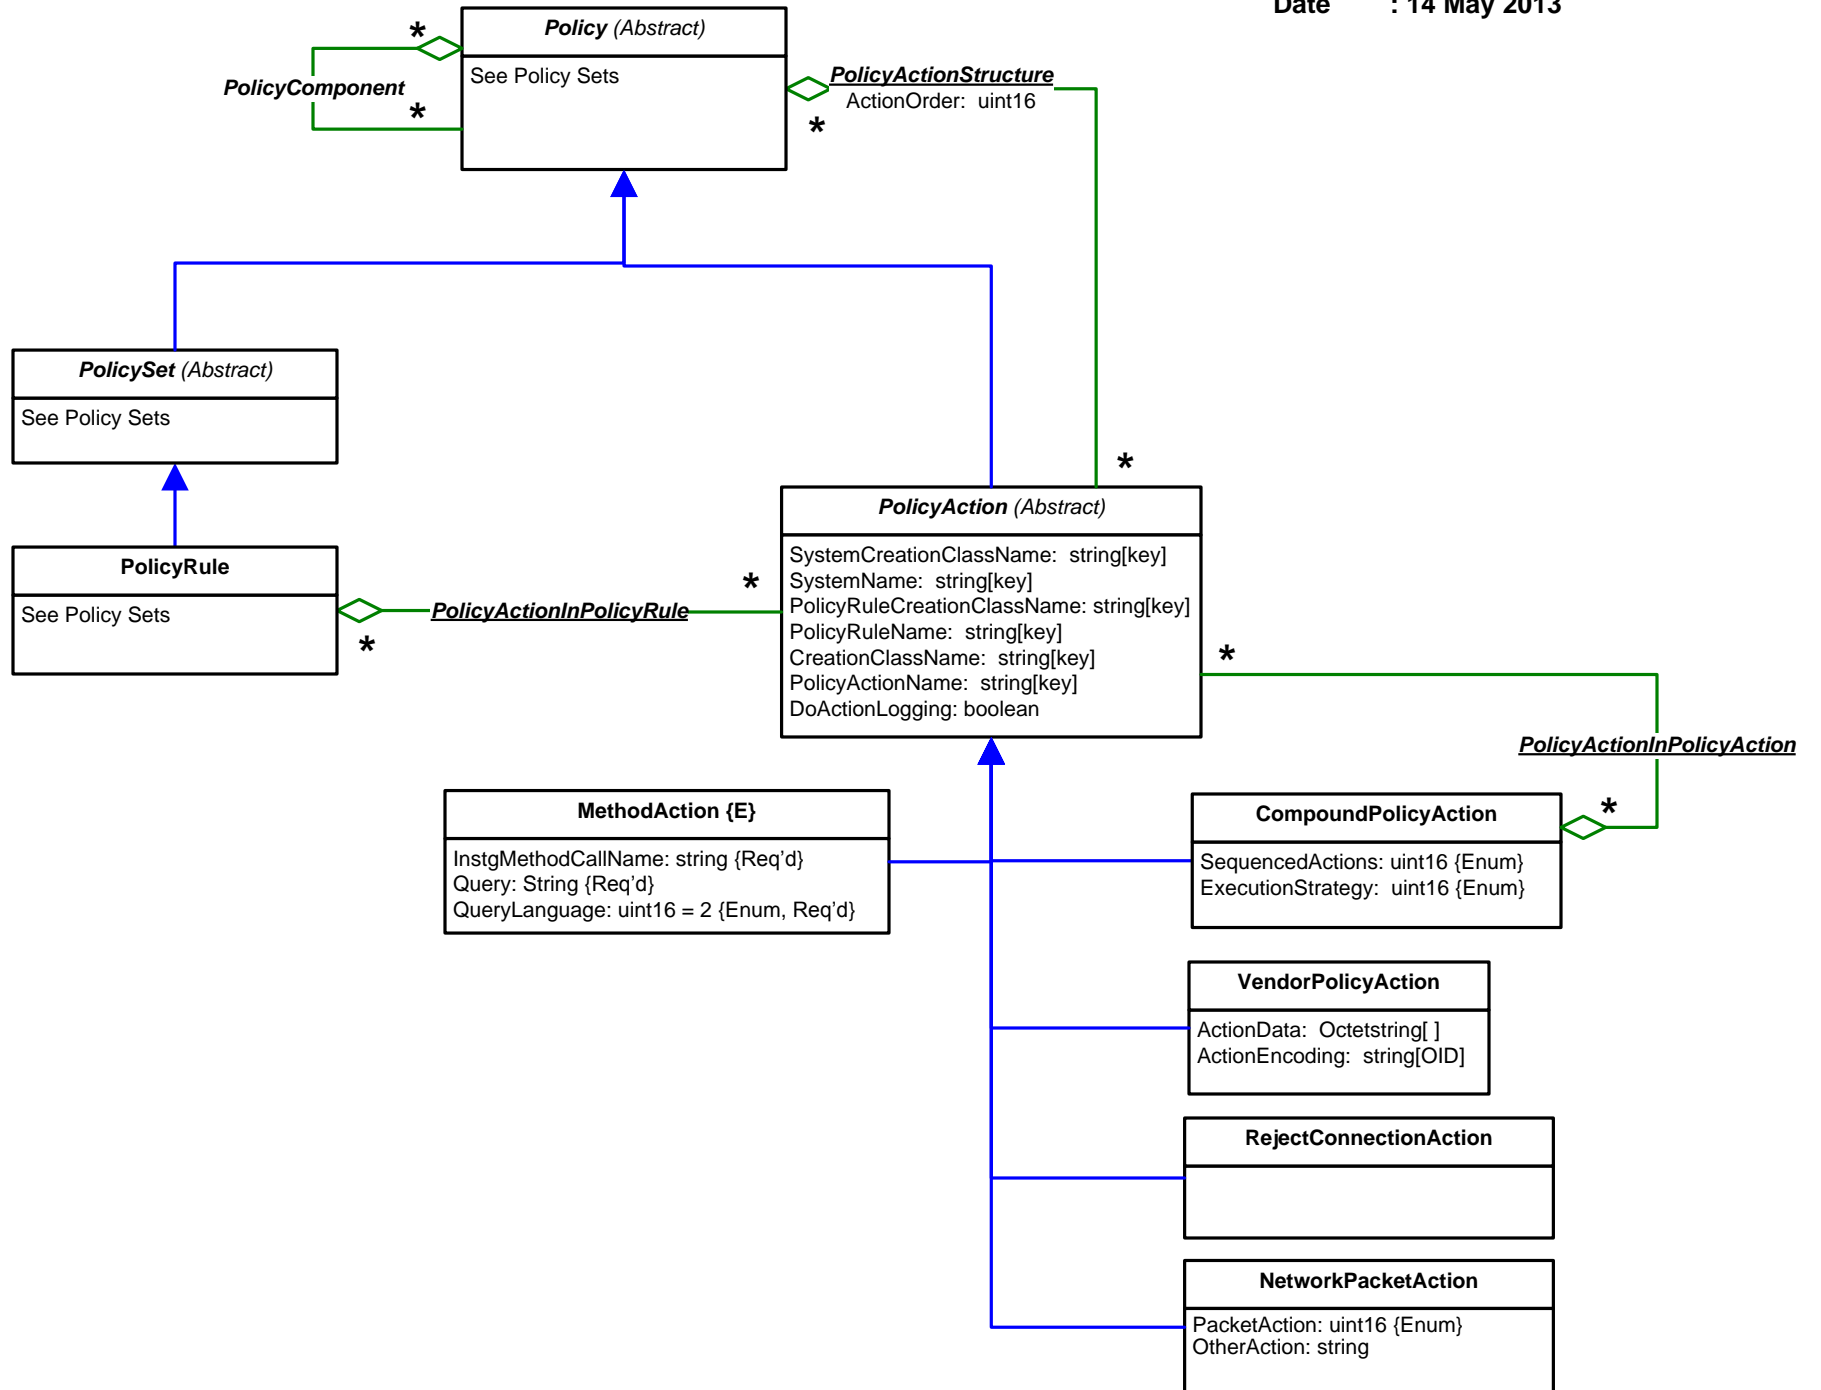 Date : 14 May 2013
*
Policy (Abstract)
See Policy Sets
PolicyComponent
*
PolicyActionStructure
ActionOrder: uint16
*
PolicySet (Abstract)
See Policy Sets
*
PolicyRule
See Policy Sets
*
PolicyActionInPolicyRule
*
PolicyAction (Abstract)
SystemCreationClassName: string[key]
SystemName: string[key]
PolicyRuleCreationClassName: string[key]
PolicyRuleName: string[key]
CreationClassName: string[key]
PolicyActionName: string[key]
DoActionLogging: boolean
*
PolicyActionInPolicyAction
*
MethodAction {E}
InstgMethodCallName: string {Req'd}
Query: String {Req'd}
QueryLanguage: uint16 = 2 {Enum, Req'd}
CompoundPolicyAction
SequencedActions: uint16 {Enum}
ExecutionStrategy: uint16 {Enum}
VendorPolicyAction
ActionData: Octetstring[ ]
ActionEncoding: string[OID]
RejectConnectionAction
NetworkPacketAction
PacketAction: uint16 {Enum}
OtherAction: string